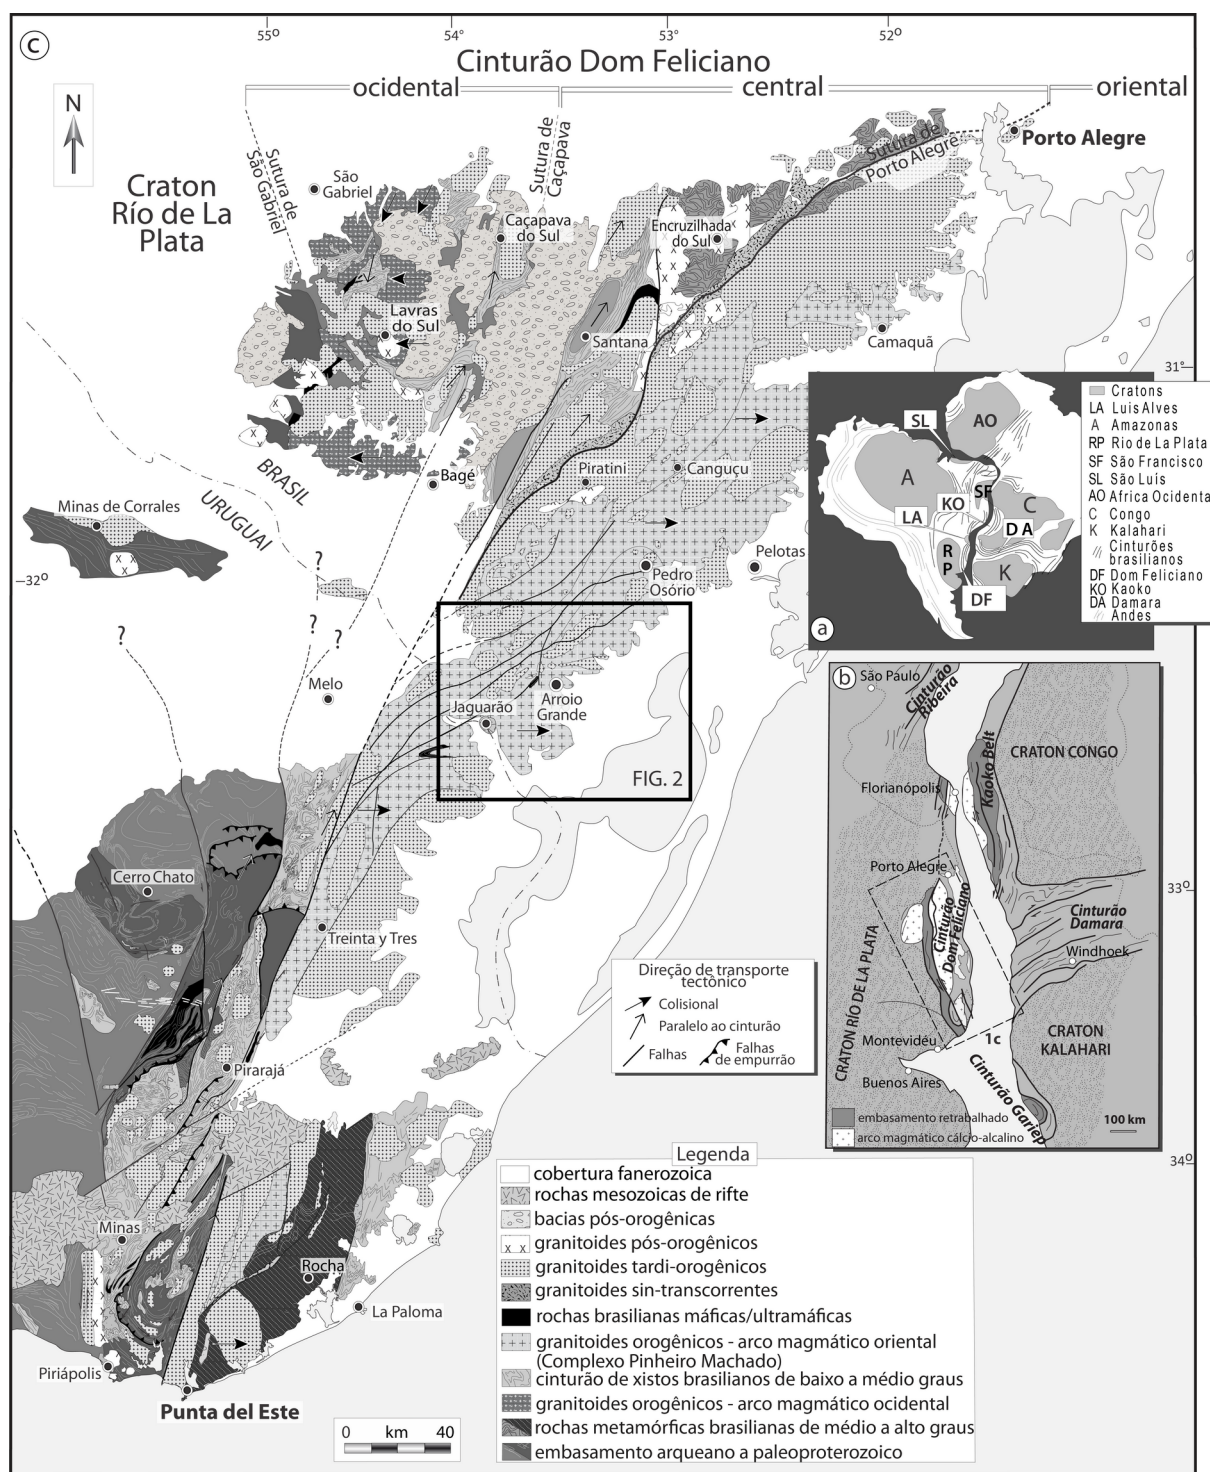 55º 54º 53º 52º
c
Cinturão Dom Feliciano
ocidental central oriental
N
Craton
Río de La
Plata
Sutura de
São Gabriel
Sutura de
Caçapava
Sutura de
Porto Alegre
Porto Alegre
São
Gabriel
Caçapava
do Sul
Encruzilhada
do Sul
Lavras
do Sul
Santana
Camaquã
31º
BRASIL
URUGUAI
Bagé
Piratini
Canguçu
Minas de Corrales
32º
?
?
?
?
Pedro
Osório
Pelotas
Melo
Jaguarão
Arroio
Grande
FIG. 2
Cerro Chato
33º
Treinta y Tres
Pirarajá
34º
Minas
Rocha
La Paloma
Piriápolis
Punta del Este
0 km 40
Direção de transporte
tectônico
Colisional
Paralelo ao cinturão
Falhas
Falhas
de empurrão
Legenda
cobertura fanerozoica
rochas mesozoicas de rifte
bacias pós-orogênicas
x x granitoides pós-orogênicos
granitoides tardi-orogênicos
granitoides sin-transcorrentes
rochas brasilianas máficas/ultramáficas
granitoides orogênicos - arco magmático oriental
(Complexo Pinheiro Machado)
cinturão de xistos brasilianos de baixo a médio graus
granitoides orogênicos - arco magmático ocidental
rochas metamórficas brasilianas de médio a alto graus
embasamento arqueano a paleoproterozoico
a
SL
AO
A
KO
SF
LA
C
DA
RP
K
DF
Cratons
LA Luis Alves
A Amazonas
RP Rio de La Plata
SF São Francisco
SL São Luís
AO Africa Ocidenta
C Congo
K Kalahari
Cinturões
brasilianos
DF Dom Feliciano
KO Kaoko
DA Damara
Andes
b
São Paulo
Cinturão
Ribeira
Kaoko Belt
CRATON CONGO
Florianópolis
Porto Alegre
Cinturão
Dom Feliciano
Cinturão
Damara
Windhoek
CRATON RÍO DE LA PLATA
Montevidéu
1c
CRATON
KALAHARI
Buenos Aires
Cinturão Gariep
embasamento retrabalhado
arco magmático cálcio-alcalino
100 km